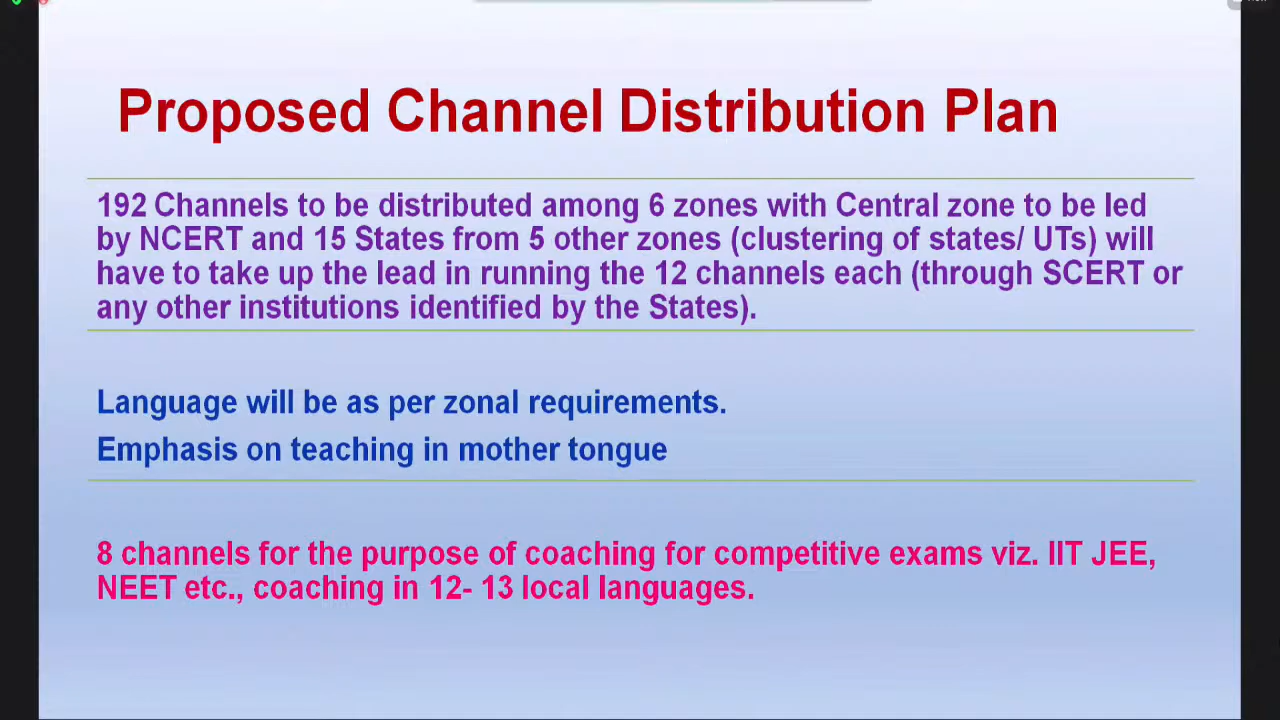 Proposed Channel Distribution Plan
192 Channels to be distributed among 6 zones with Central zone to be led
by NCERT and 15 States from 5 other zones (clustering of states/ UTs) will
have to take up the lead in running the 12 channels each (through SCERT or
any other institutions identified by the States).
Language will be as per zonal requirements.
Emphasis on teaching in mother tongue
8 channels for the purpose of coaching for competitive exams viz. IIT JEE,
NEET etc., coaching in 12- 13 local languages.